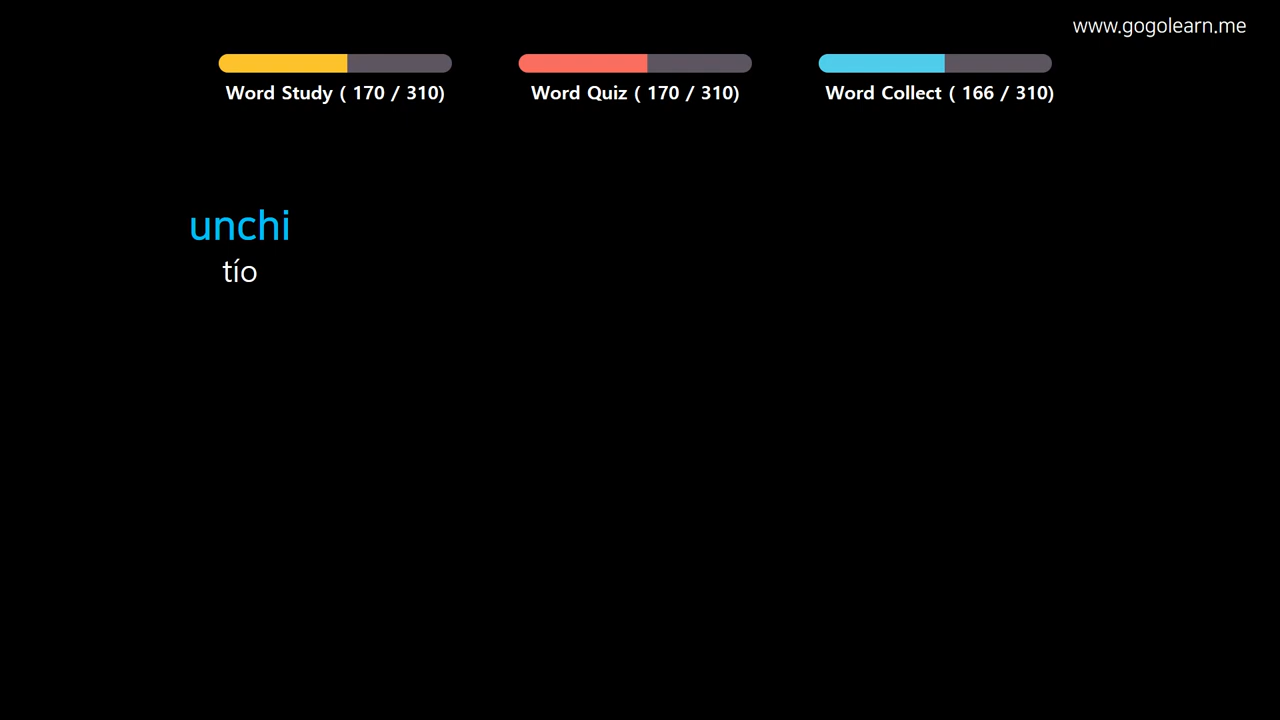 www.gogolearn.me
Word Study ( 170 / 310)
Word Quiz ( 170 / 310)
Word Collect ( 166 / 310)
unchi
tío